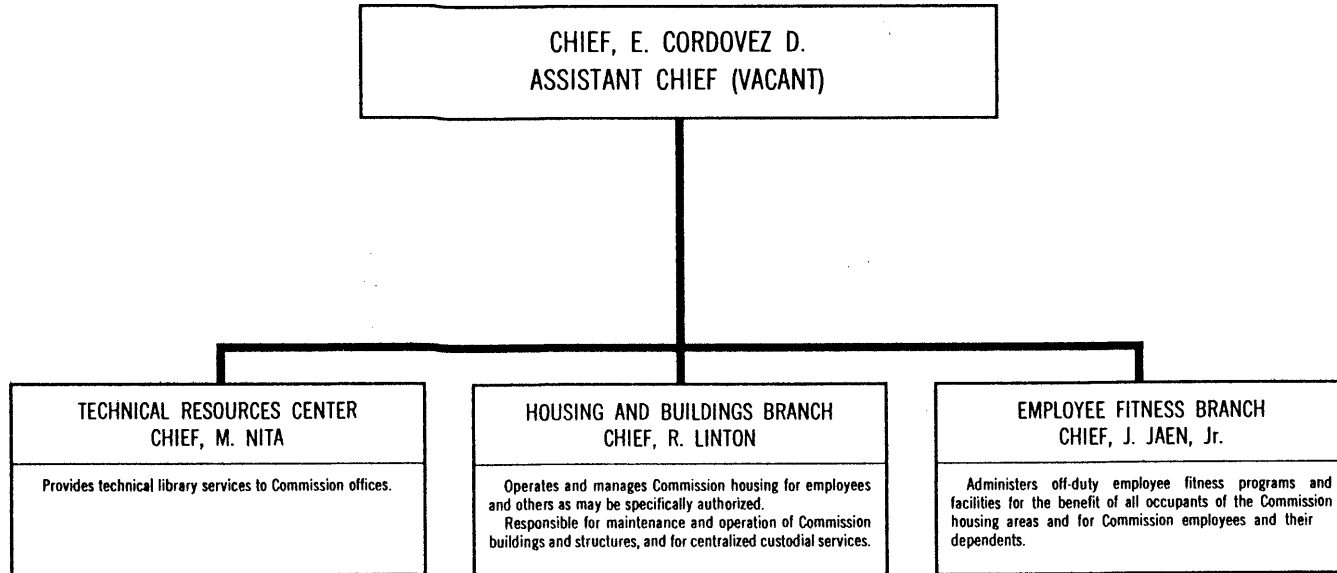 CHIEF, E. CORDOVEZ D.
ASSISTANT CHIEF (VACANT)
TECHNICAL RESOURCES CENTER
CHIEF, M. NITA
Provides technical library services to Commission offices.
HOUSING AND BUILDINGS BRANCH
CHIEF, R. LINTON
Operates and manages Commission housing for employees
and others as may be specifically authorized.
Responsible for maintenance and operation of Commission
buildings and structures, and for centralized custodial services.
EMPLOYEE FITNESS BRANCH
CHIEF, J. JAEN, Jr.
Administers off-duty employee fitness programs and
facilities for the benefit of all occupants of the Commission
housing areas and for Commission employees and their
dependents.